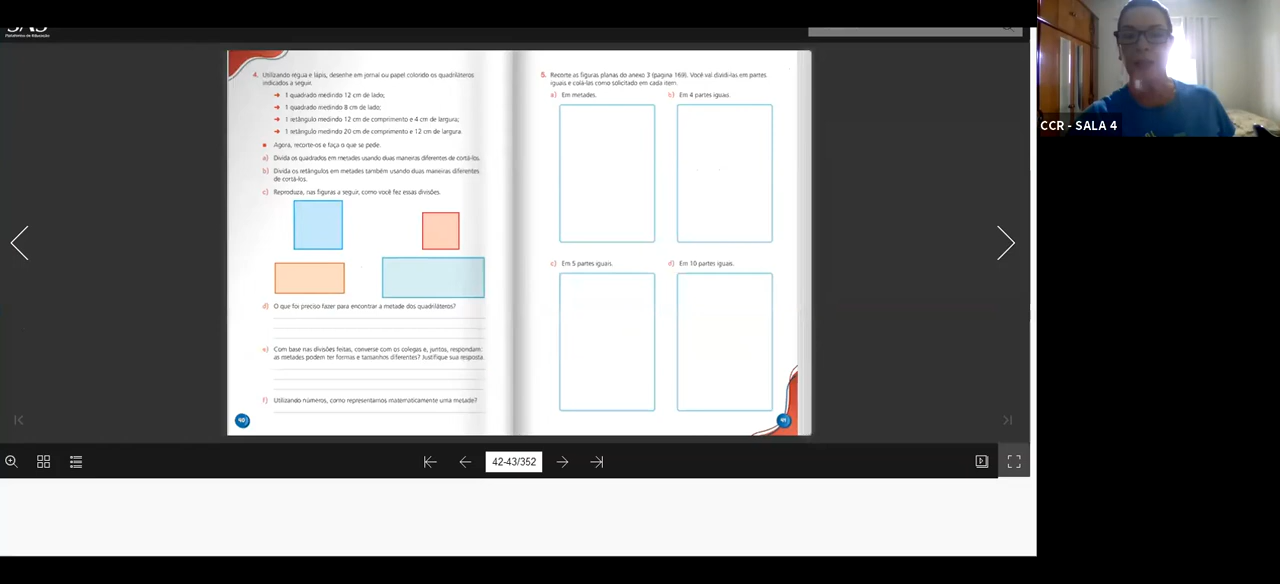 SAS
Plataforma de Educação
4. Utilizando régua e lápis, desenhe em jornal ou papel colorido os quadriláteros
indicados a seguir.
➔ 1 quadrado medindo 12 cm de lado;
➔ 1 quadrado medindo 8 cm de lado;
➔ 1 retângulo medindo 12 cm de comprimento e 4 cm de largura;
➔ 1 retângulo medindo 20 cm de comprimento e 12 cm de largura.
• Agora, recorte-os e faça o que se pede.
a) Divida os quadrados em metades usando duas maneiras diferentes de cortá-los.
b) Divida os retângulos em metades também usando duas maneiras diferentes
de cortá-los.
c) Reproduza, nas figuras a seguir, como você fez essas divisões.
d) O que foi preciso fazer para encontrar a metade dos quadriláteros?
e) Com base nas divisões feitas, converse com os colegas e, juntos, respondam:
as metades podem ter formas e tamanhos diferentes? Justifique sua resposta.
f) Utilizando números, como representamos matematicamente uma metade?
40
5. Recorte as figuras planas do anexo 3 (página 169). Você vai dividi-las em partes
iguais e colá-las como solicitado em cada item.
a) Em metades.
b) Em 4 partes iguais.
c) Em 5 partes iguais.
d) Em 10 partes iguais.
41
42-43/352
CCR - SALA 4